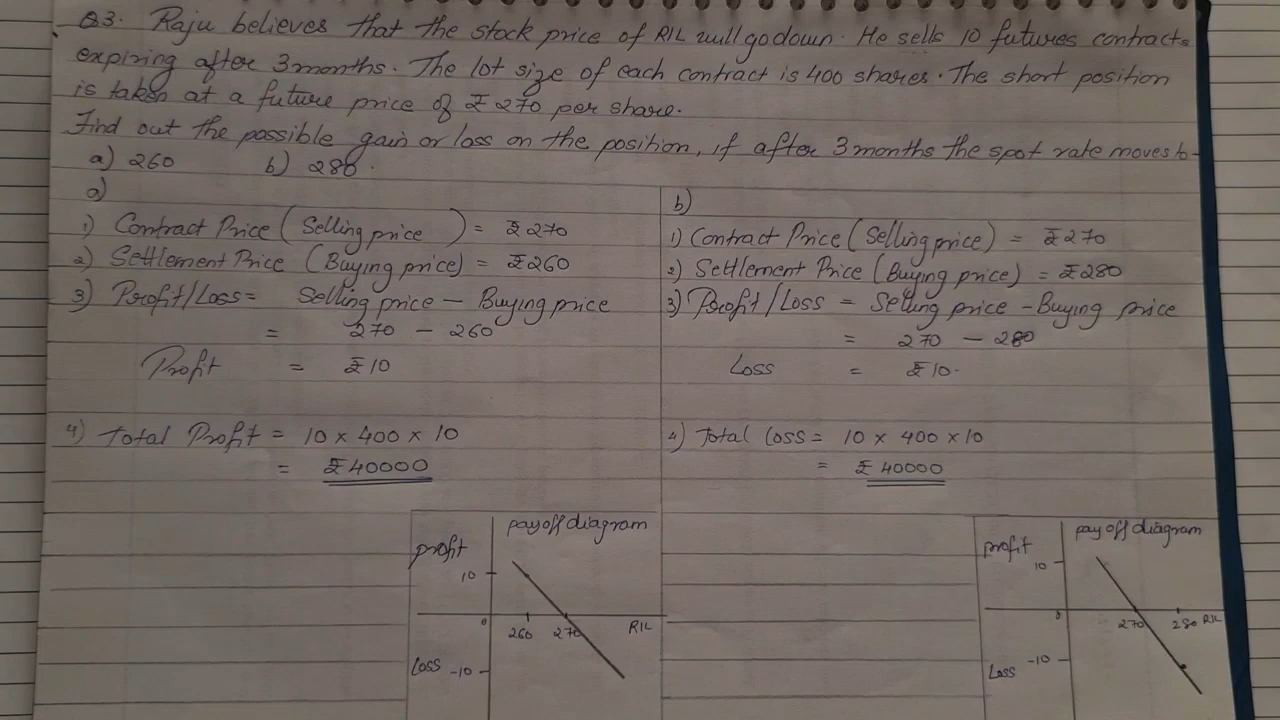 Q3. Raju believes that the stock price of RIL will go down. He sells 10 futures contracts
expiring after 3 months. The lot size of each contract is 400 shares. The short position
is taken at a future price of ₹270 per share.
Find out the possible gain or loss on the position, if after 3 months the spot rate moves to-
a) 260 b) 280.
a)
1) Contract Price (Selling price) = ₹270
2) Settlement Price (Buying price) = ₹260
3) Profit/Loss = Selling price - Buying price
= 270 - 260
Profit = ₹10
4) Total Profit = 10 x 400 x 10
= ₹40000
payoff diagram
profit
10
0
260 270 RIL
Loss -10
b)
1) Contract Price (Selling price) = ₹270
2) Settlement Price (Buying price) = ₹280
3) Profit/Loss = Selling price - Buying price
= 270 - 280
Loss = ₹10.
4) Total Loss = 10 x 400 x 10
= ₹40000
pay off diagram
profit
10
0
270 280 RIL
Loss -10